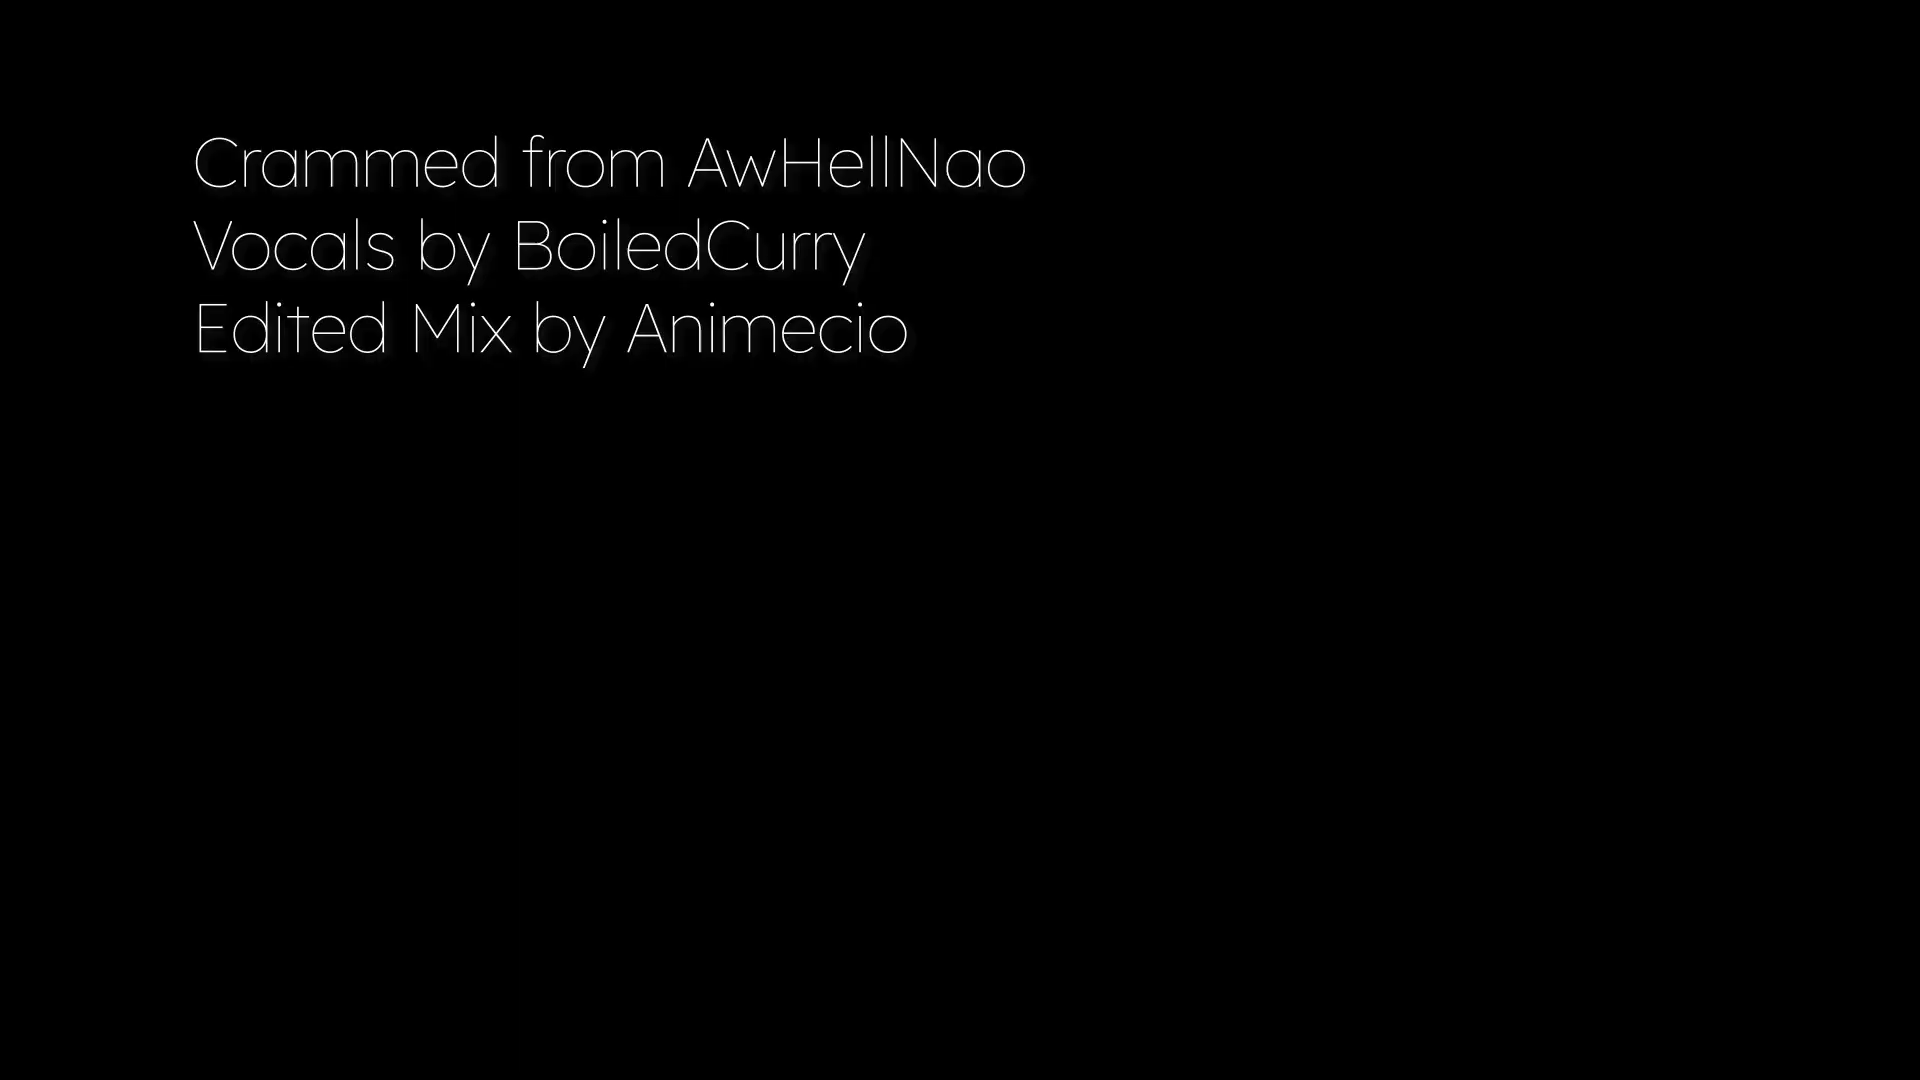 Crammed from AwHellNao
Vocals by BoiledCurry
Edited Mix by Animecio